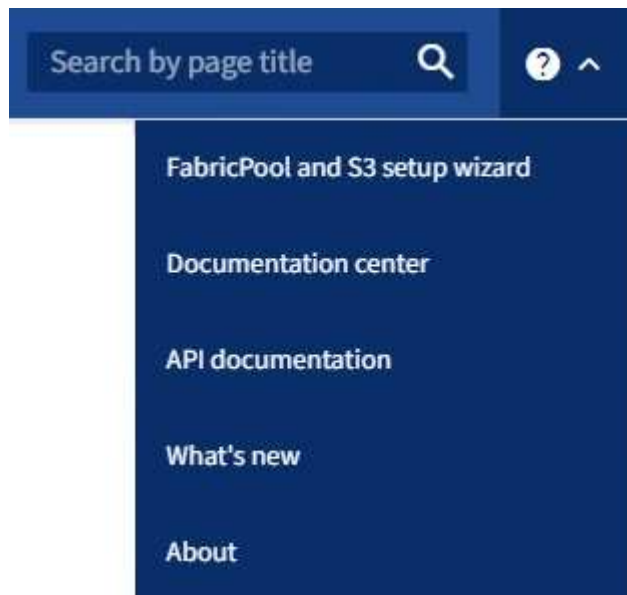 Search by page title
FabricPool and S3 setup wizard
Documentation center
API documentation
What's new
About